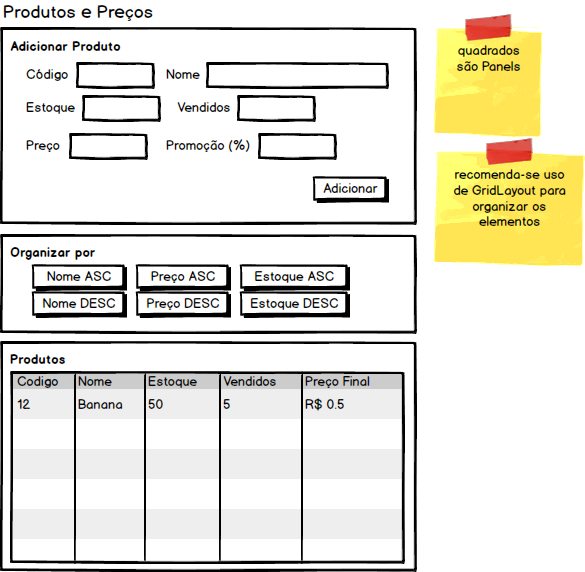 Produtos e Preços
Adicionar Produto
Código Nome
Estoque Vendidos
Preço Promoção (%)
Adicionar
Organizar por
Nome ASC Preço ASC Estoque ASC
Nome DESC Preço DESC Estoque DESC
Produtos
Codigo Nome Estoque Vendidos Preço Final
12 Banana 50 5 R$ 0.5
quadrados
são Panels
recomenda-se uso
de GridLayout para
organizar os
elementos